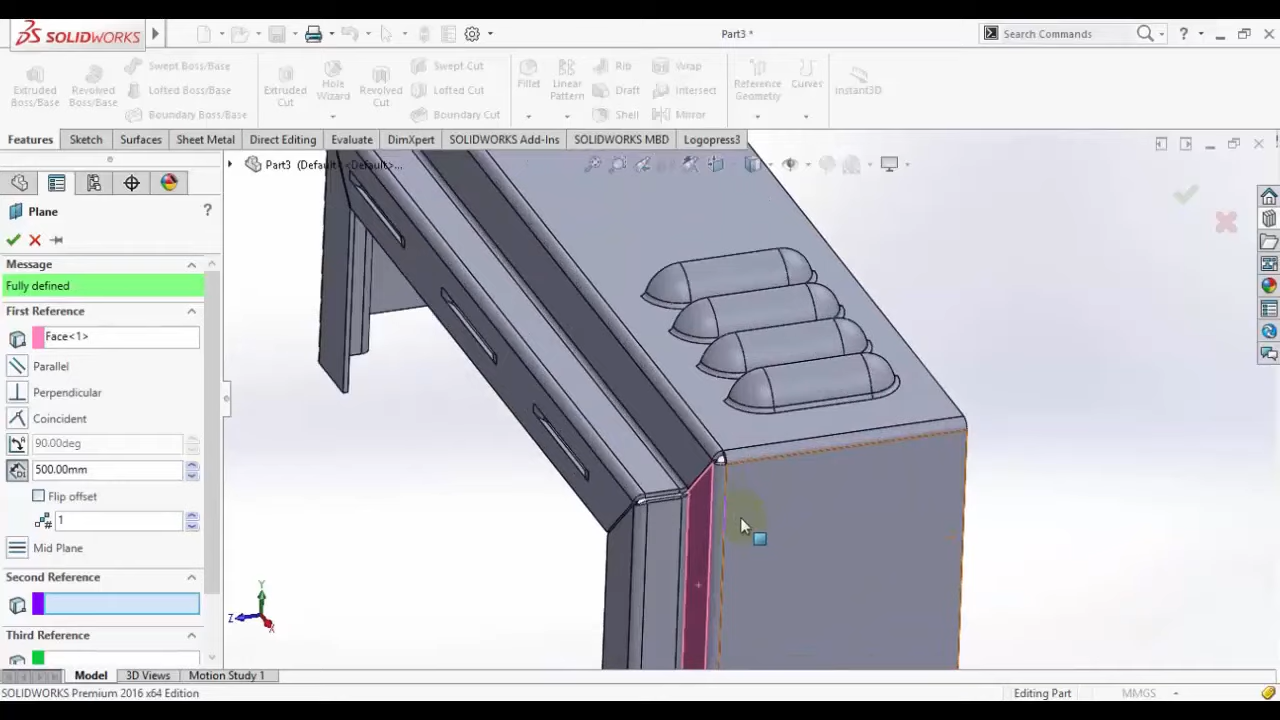 SOLIDWORKS
Part3 *
Search Commands
?
Extruded Boss/Base
Revolved Boss/Base
Swept Boss/Base
Lofted Boss/Base
Boundary Boss/Base
Extruded Cut
Hole Wizard
Revolved Cut
Swept Cut
Lofted Cut
Boundary Cut
Fillet
Linear Pattern
Rib
Draft
Shell
Wrap
Intersect
Mirror
Reference Geometry
Curves
Instant3D
Features Sketch Surfaces Sheet Metal Direct Editing Evaluate DimXpert SOLIDWORKS Add-Ins SOLIDWORKS MBD Logopress3
Part3 (Default<<Default>...
Plane ?
Message
Fully defined
First Reference
Face<1>
Parallel
Perpendicular
Coincident
90.00deg
500.00mm
Flip offset
1
Mid Plane
Second Reference
Third Reference
Y
Z
X
Model 3D Views Motion Study 1
SOLIDWORKS Premium 2016 x64 Edition Editing Part MMGS